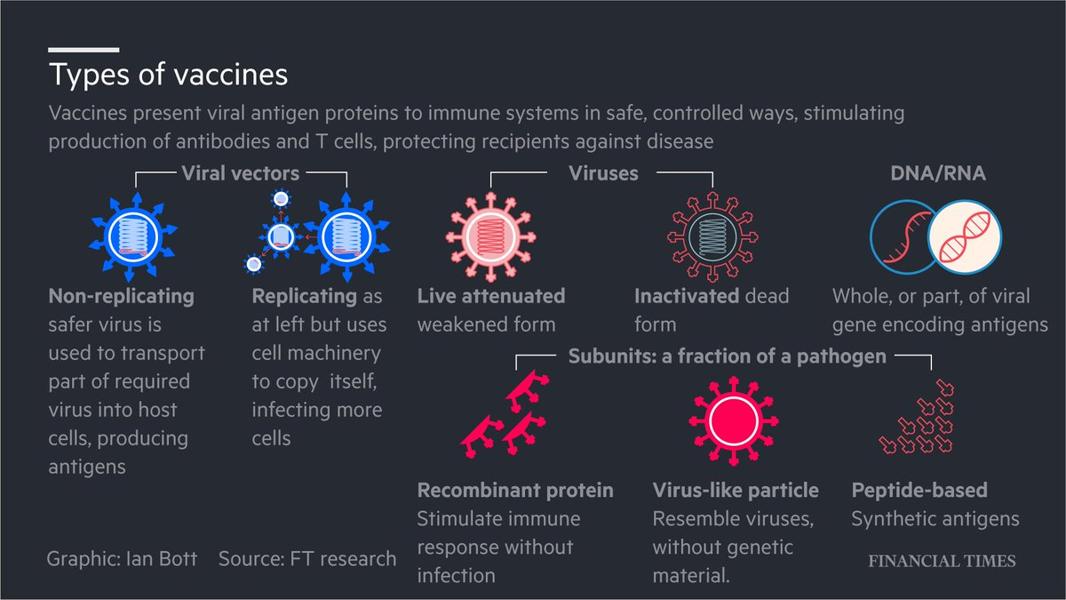 Types of vaccines
Vaccines present viral antigen proteins to immune systems in safe, controlled ways, stimulating
production of antibodies and T cells, protecting recipients against disease
Viral vectors
Non-replicating
safer virus is
used to transport
part of required
virus into host
cells, producing
antigens
Replicating as
at left but uses
cell machinery
to copy  itself,
infecting more
cells
Viruses
Live attenuated
weakened form
Inactivated dead
form
DNA/RNA
Whole, or part, of viral
gene encoding antigens
Subunits: a fraction of a pathogen
Recombinant protein
Stimulate immune
response without
infection
Virus-like particle
Resemble viruses,
without genetic
material.
Peptide-based
Synthetic antigens
Graphic: Ian Bott Source: FT research
FINANCIAL TIMES